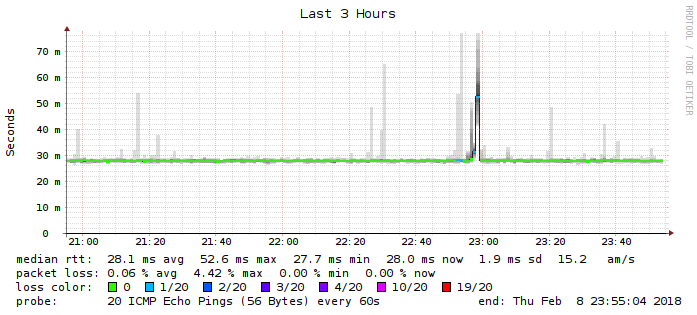 Last 3 Hours
RRDTOOL / TOBI OETIKER
Seconds
70 m
60 m
50 m
40 m
30 m
20 m
10 m
0
21:00 21:20 21:40 22:00 22:20 22:40 23:00 23:20 23:40
median rtt: 28.1 ms avg 52.6 ms max 27.7 ms min 28.0 ms now 1.9 ms sd 15.2 am/s
packet loss: 0.06 % avg 4.42 % max 0.00 % min 0.00 % now
loss color: 0 1/20 2/20 3/20 4/20 10/20 19/20
probe: 20 ICMP Echo Pings (56 Bytes) every 60s end: Thu Feb 8 23:55:04 2018